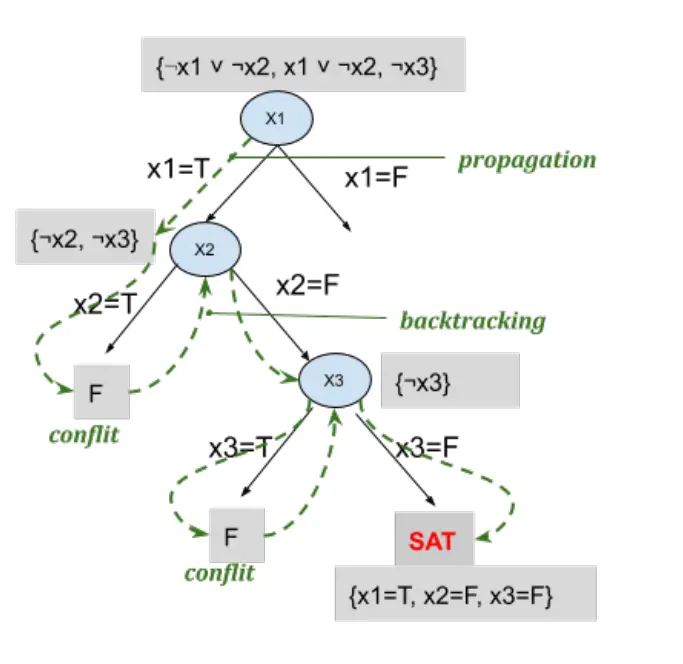 {¬x1 ∨ ¬x2, x1 ∨ ¬x2, ¬x3}
X1
propagation
x1=T
x1=F
{¬x2, ¬x3}
X2
x2=T
x2=F
backtracking
F
X3
{¬x3}
conflit
x3=T
x3=F
F
SAT
conflit
{x1=T, x2=F, x3=F}